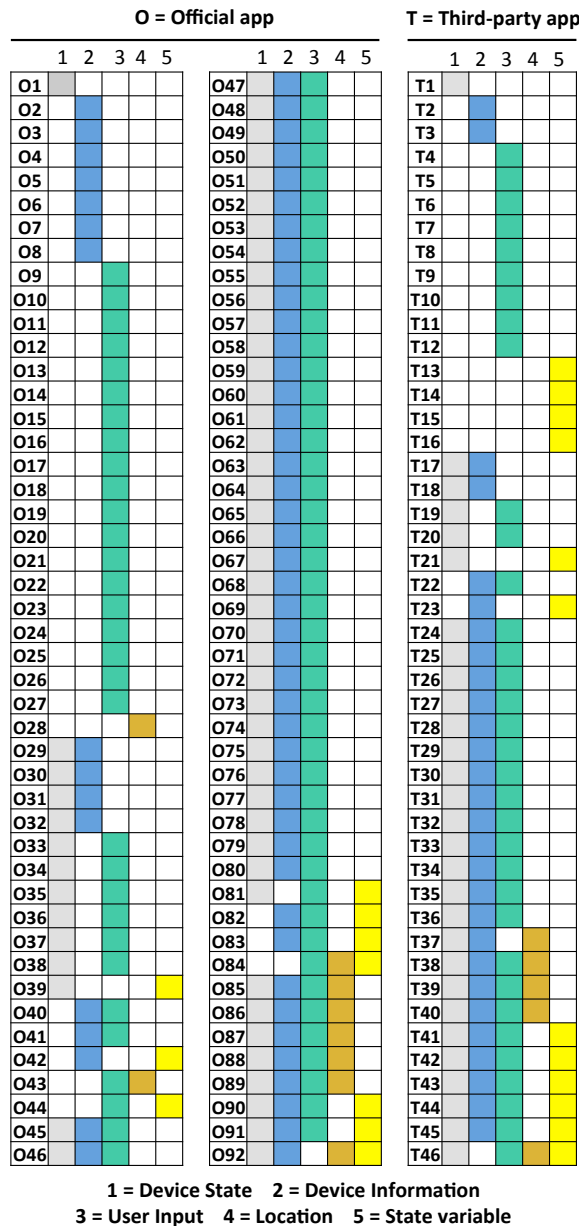 O = Official app T = Third-party app
1 2 3 4 5 1 2 3 4 5 1 2 3 4 5
O1 O47 T1
O2 O48 T2
O3 O49 T3
O4 O50 T4
O5 O51 T5
O6 O52 T6
O7 O53 T7
O8 O54 T8
O9 O55 T9
O10 O56 T10
O11 O57 T11
O12 O58 T12
O13 O59 T13
O14 O60 T14
O15 O61 T15
O16 O62 T16
O17 O63 T17
O18 O64 T18
O19 O65 T19
O20 O66 T20
O21 O67 T21
O22 O68 T22
O23 O69 T23
O24 O70 T24
O25 O71 T25
O26 O72 T26
O27 O73 T27
O28 O74 T28
O29 O75 T29
O30 O76 T30
O31 O77 T31
O32 O78 T32
O33 O79 T33
O34 O80 T34
O35 O81 T35
O36 O82 T36
O37 O83 T37
O38 O84 T38
O39 O85 T39
O40 O86 T40
O41 O87 T41
O42 O88 T42
O43 O89 T43
O44 O90 T44
O45 O91 T45
O46 O92 T46
1 = Device State 2 = Device Information
3 = User Input 4 = Location 5 = State variable